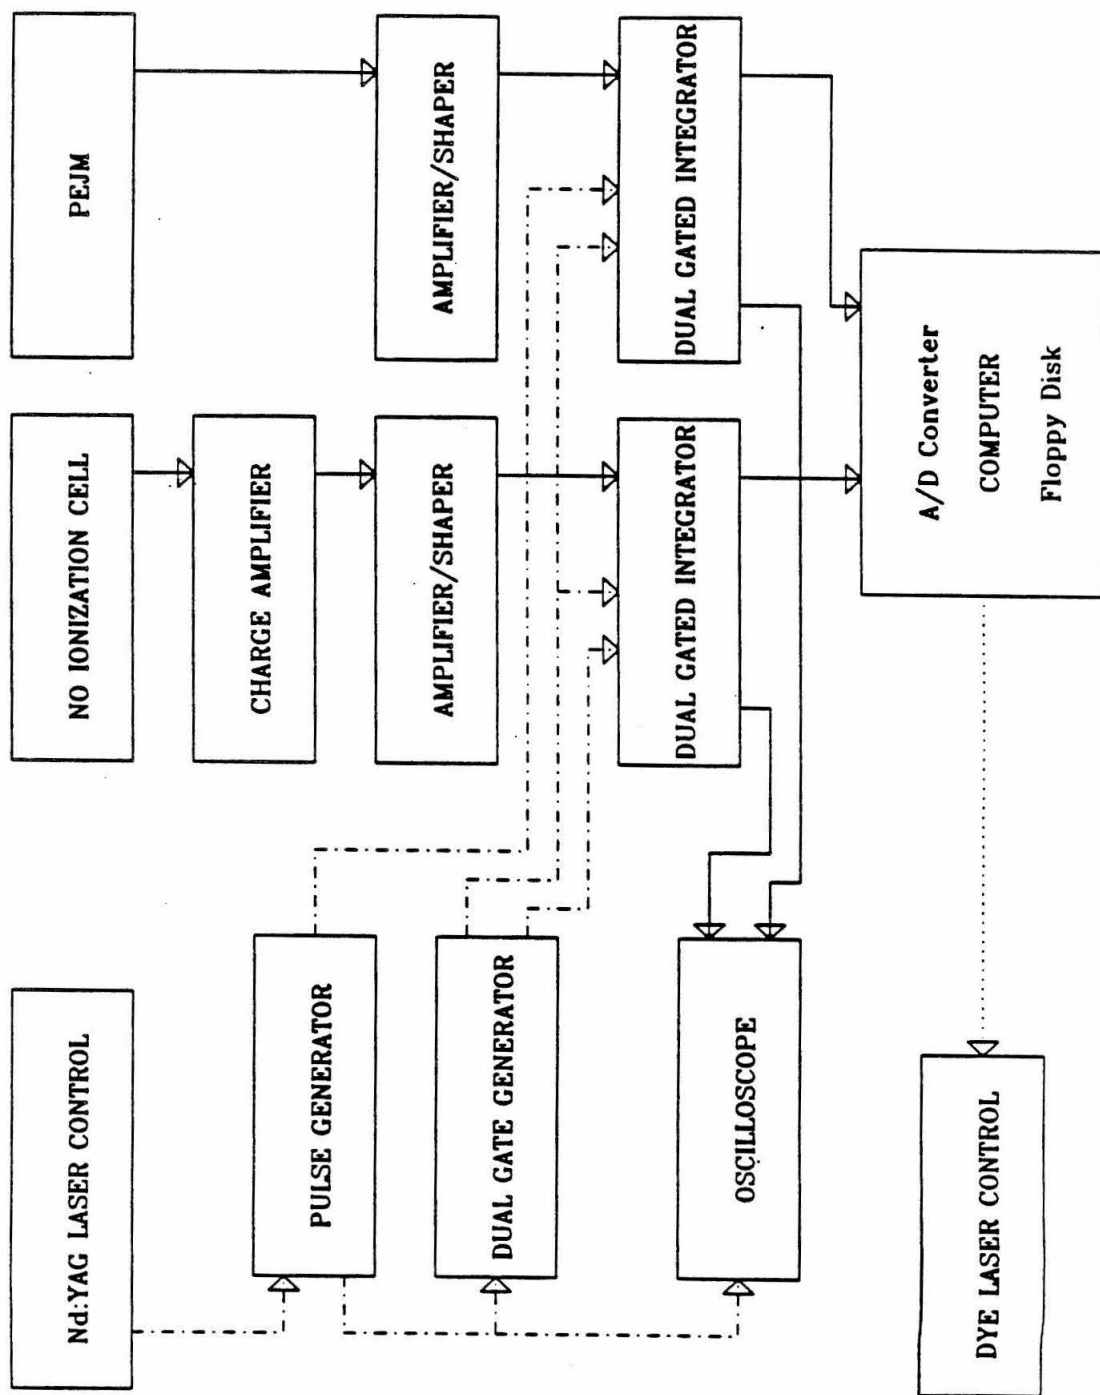 Nd:YAG LASER CONTROL
NO IONIZATION CELL
PEJM
CHARGE AMPLIFIER
PULSE GENERATOR
AMPLIFIER/SHAPER
AMPLIFIER/SHAPER
DUAL GATE GENERATOR
DUAL GATED INTEGRATOR
DUAL GATED INTEGRATOR
OSCILLOSCOPE
A/D Converter
COMPUTER
Floppy Disk
DYE LASER CONTROL